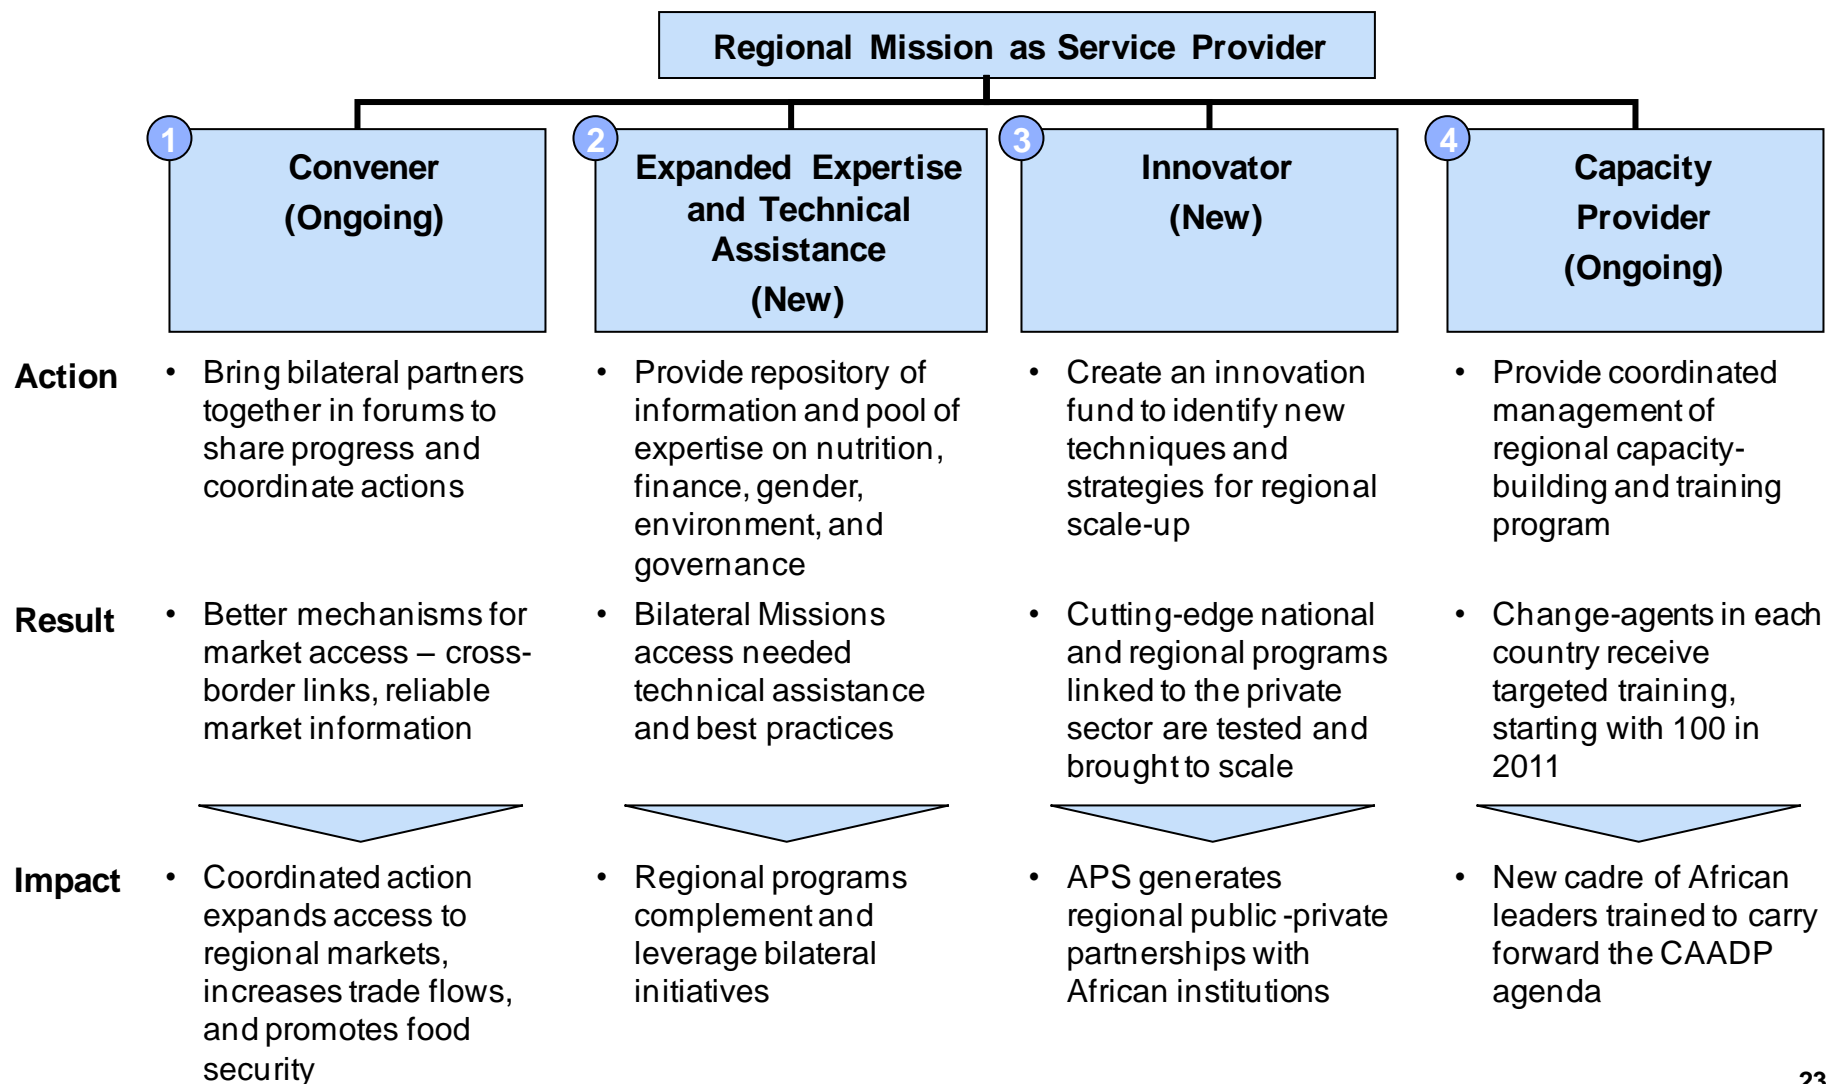 Regional Mission as Service Provider
1
Convener
(Ongoing)
2
Expanded Expertise
and Technical
Assistance
(New)
3
Innovator
(New)
4
Capacity
Provider
(Ongoing)
Action
• Bring bilateral partners
together in forums to
share progress and
coordinate actions
• Provide repository of
information and pool of
expertise on nutrition,
finance, gender,
environment, and
governance
• Create an innovation
fund to identify new
techniques and
strategies for regional
scale-up
• Provide coordinated
management of
regional capacity-
building and training
program
Result
• Better mechanisms for
market access – cross-
border links, reliable
market information
• Bilateral Missions
access needed
technical assistance
and best practices
• Cutting-edge national
and regional programs
linked to the private
sector are tested and
brought to scale
• Change-agents in each
country receive
targeted training,
starting with 100 in
2011
Impact
• Coordinated action
expands access to
regional markets,
increases trade flows,
and promotes food
security
• Regional programs
complement and
leverage bilateral
initiatives
• APS generates
regional public -private
partnerships with
African institutions
• New cadre of African
leaders trained to carry
forward the CAADP
agenda
23